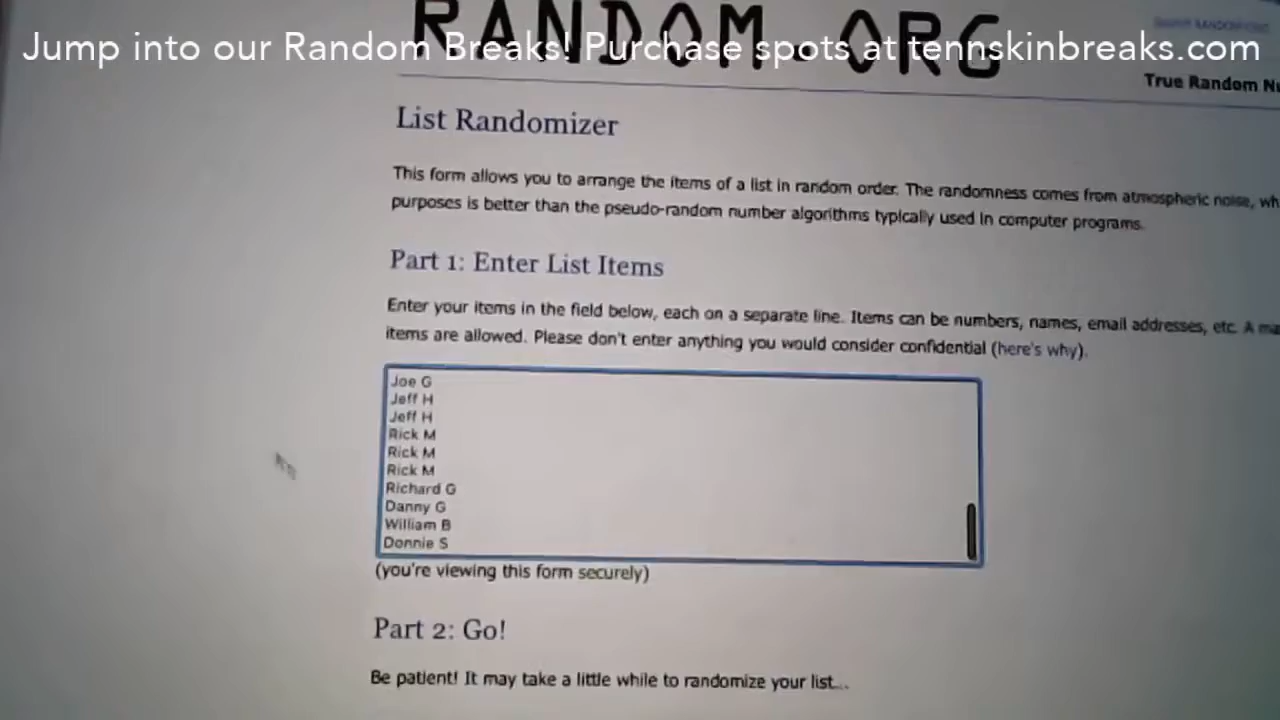 RANDOM.ORG
Jump into our Random Breaks! Purchase spots at tennskinbreaks.com
True Random Nu
List Randomizer
This form allows you to arrange the items of a list in random order. The randomness comes from atmospheric noise, wh
purposes is better than the pseudo-random number algorithms typically used in computer programs.
Part 1: Enter List Items
Enter your items in the field below, each on a separate line. Items can be numbers, names, email addresses, etc. A ma
items are allowed. Please don't enter anything you would consider confidential (here's why).
Joe G
Jeff H
Jeff H
Rick M
Rick M
Rick M
Richard G
Danny G
William B
Donnie S
(you're viewing this form securely)
Part 2: Go!
Be patient! It may take a little while to randomize your list...